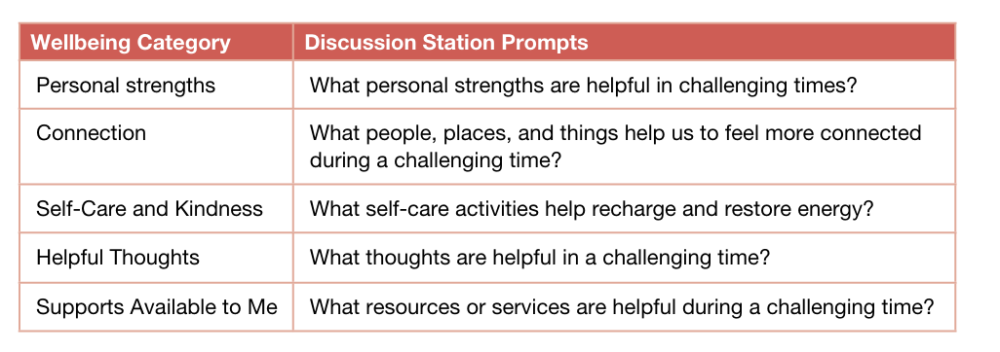 Wellbeing Category
Discussion Station Prompts
Personal strengths
What personal strengths are helpful in challenging times?
Connection
What people, places, and things help us to feel more connected
during a challenging time?
Self-Care and Kindness
What self-care activities help recharge and restore energy?
Helpful Thoughts
What thoughts are helpful in a challenging time?
Supports Available to Me
What resources or services are helpful during a challenging time?